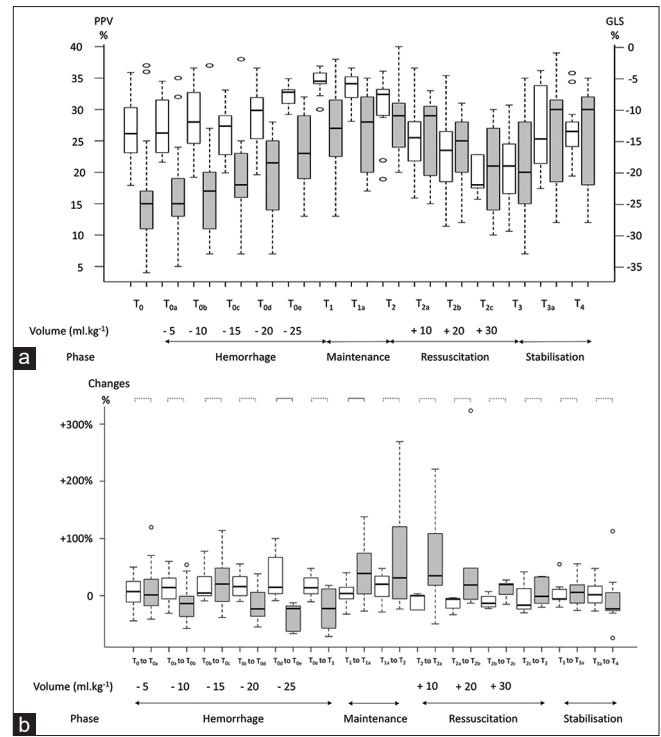 PPV GLS
% %
40 0
35 -5
30 -10
25 -15
20 -20
15 -25
10 -30
5 -35
T0 T0a T0b T0c T0d T0e T1 T1a T2 T2a T2b T2c T3 T3a T4
Volume (ml.kg-1) - 5 - 10 - 15 - 20 - 25 + 10 + 20 + 30
a Phase Hemorrhage Maintenance Ressuscitation Stabilisation
Changes
%
+300%
+200%
+100%
0
T0 to T0a T0a to T0b T0b to T0c T0c to T0d T0d to T0e T0e to T1 T1 to T1a T1a to T2 T2 to T2a T2a to T2b T2b to T2c T2c to T3 T3 to T3a T3a to T4
Volume (ml.kg-1) - 5 - 10 - 15 - 20 - 25 + 10 + 20 + 30
b Phase Hemorrhage Maintenance Ressuscitation Stabilisation